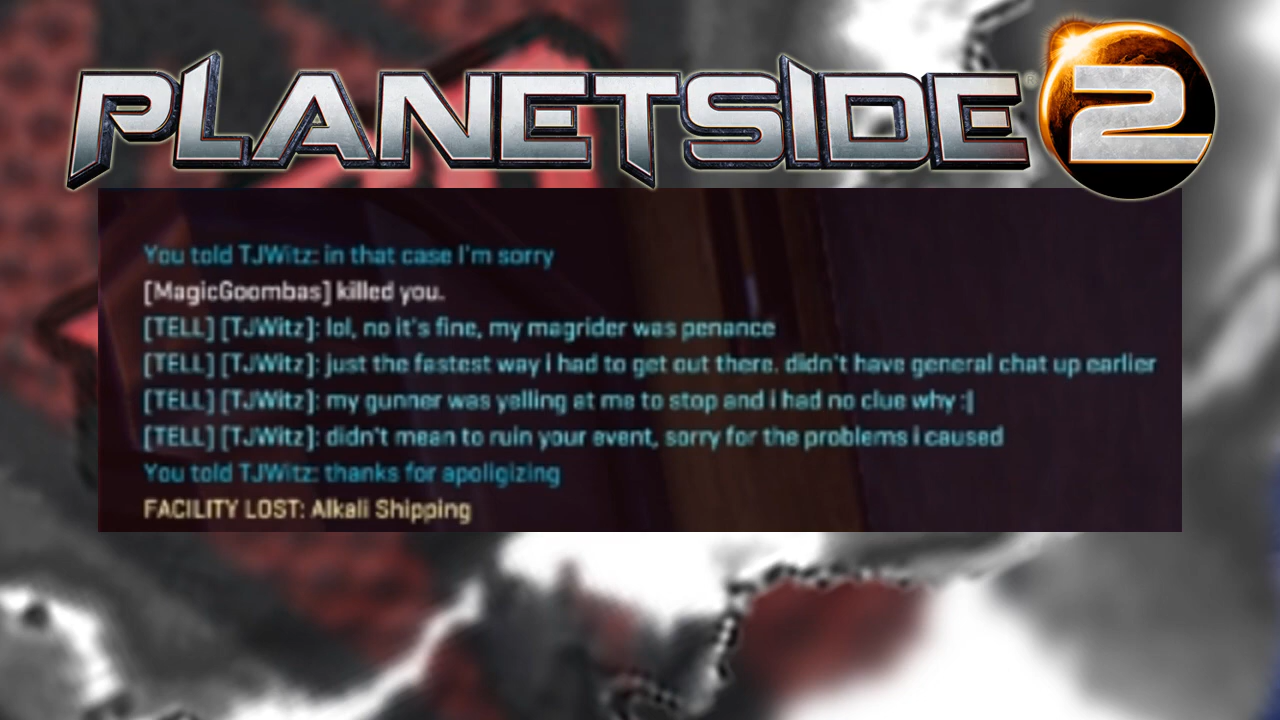 PLANETSIDE 2
You told TJWitz: in that case I'm sorry
[MagicGoombas] killed you.
[TELL] [TJWitz]: lol, no it's fine, my magrider was penance
[TELL] [TJWitz]: just the fastest way i had to get out there. didn't have general chat up earlier
[TELL] [TJWitz]: my gunner was yelling at me to stop and i had no clue why :|
[TELL] [TJWitz]: didn't mean to ruin your event, sorry for the problems i caused
You told TJWitz: thanks for apoligizing
FACILITY LOST: Alkali Shipping